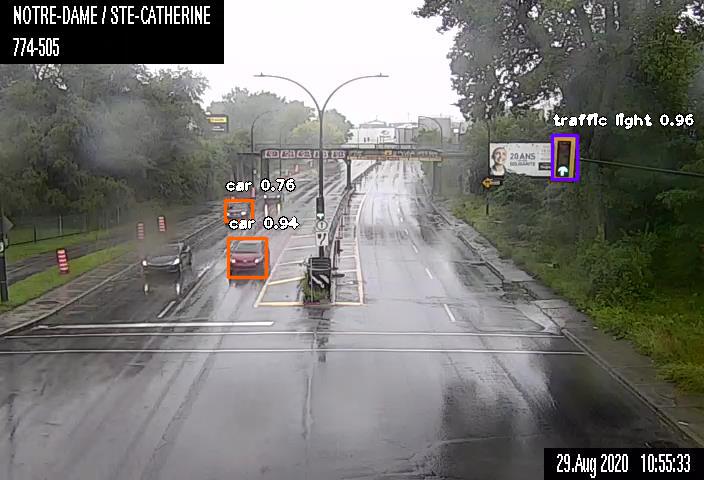 NOTRE-DAME / STE-CATHERINE
774-505
traffic light 0.96
20 ANS
car 0.76
car 0.94
29.Aug 2020 10:55:33